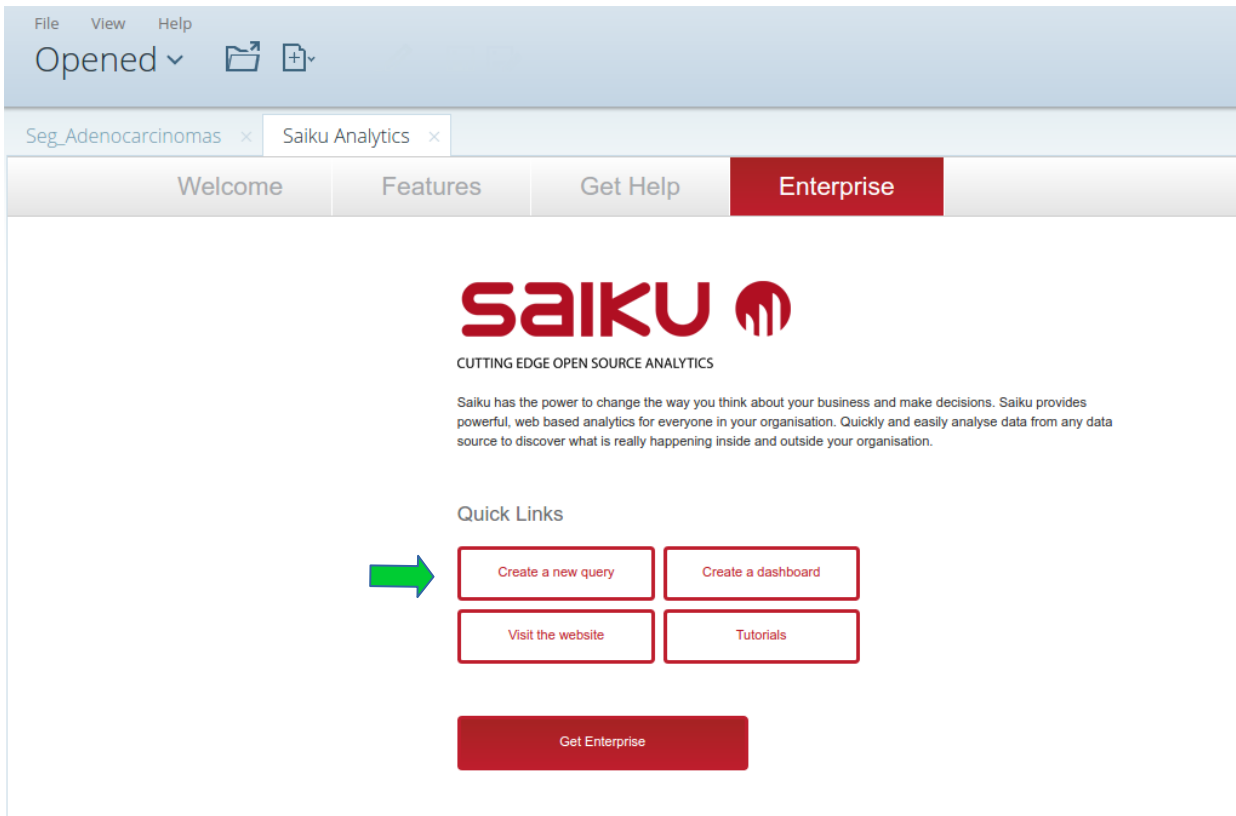 File View Help
Opened
Seg_Adenocarcinomas × Saiku Analytics ×
Welcome Features Get Help Enterprise
saiku
CUTTING EDGE OPEN SOURCE ANALYTICS
Saiku has the power to change the way you think about your business and make decisions. Saiku provides
powerful, web based analytics for everyone in your organisation. Quickly and easily analyse data from any data
source to discover what is really happening inside and outside your organisation.
Quick Links
Create a new query Create a dashboard
Visit the website Tutorials
Get Enterprise